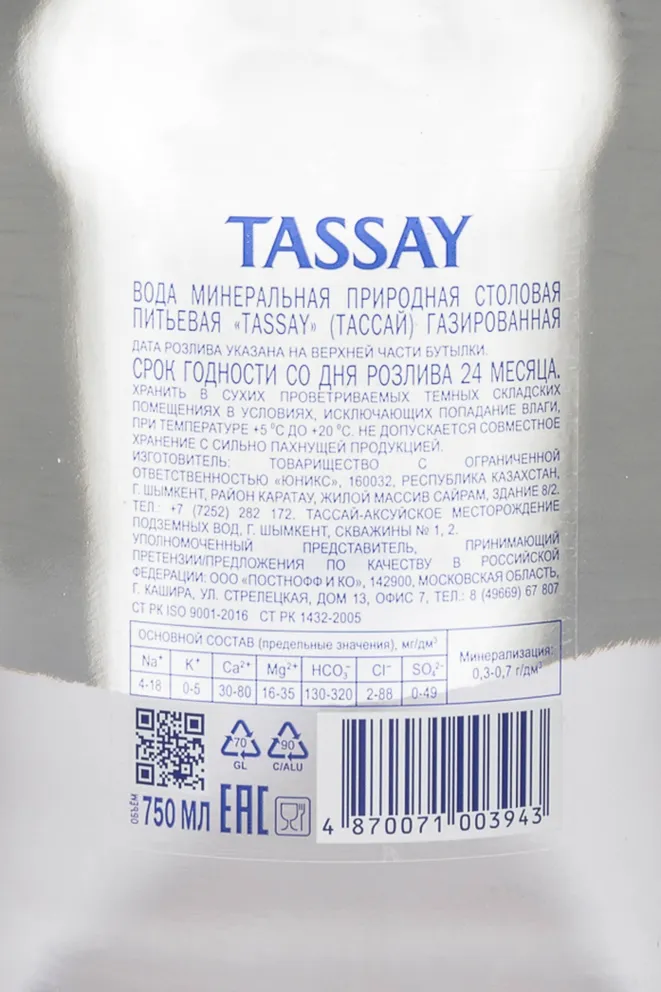 TASSAY
ВОДА МИНЕРАЛЬНАЯ ПРИРОДНАЯ СТОЛОВАЯ
ПИТЬЕВАЯ «TASSAY» (ТАССАЙ) ГАЗИРОВАННАЯ
ДАТА РОЗЛИВА УКАЗАНА НА ВЕРХНЕЙ ЧАСТИ БУТЫЛКИ.
СРОК ГОДНОСТИ СО ДНЯ РОЗЛИВА 24 МЕСЯЦА.
ХРАНИТЬ В СУХИХ ПРОВЕТРИВАЕМЫХ ТЕМНЫХ СКЛАДСКИХ
ПОМЕЩЕНИЯХ В УСЛОВИЯХ, ИСКЛЮЧАЮЩИХ ПОПАДАНИЕ ВЛАГИ,
ПРИ ТЕМПЕРАТУРЕ +5 °С ДО +20 °С. НЕ ДОПУСКАЕТСЯ СОВМЕСТНОЕ
ХРАНЕНИЕ С СИЛЬНО ПАХНУЩЕЙ ПРОДУКЦИЕЙ.
ИЗГОТОВИТЕЛЬ: ТОВАРИЩЕСТВО С ОГРАНИЧЕННОЙ
ОТВЕТСТВЕННОСТЬЮ «ЮНИКС», 160032, РЕСПУБЛИКА КАЗАХСТАН,
Г. ШЫМКЕНТ, РАЙОН КАРАТАУ, ЖИЛОЙ МАССИВ САЙРАМ, ЗДАНИЕ 8/2.
ТЕЛ.: +7 (7252) 282 172. ТАССАЙ-АКСУЙСКОЕ МЕСТОРОЖДЕНИЕ
ПОДЗЕМНЫХ ВОД, Г. ШЫМКЕНТ, СКВАЖИНЫ № 1, 2.
УПОЛНОМОЧЕННЫЙ ПРЕДСТАВИТЕЛЬ, ПРИНИМАЮЩИЙ
ПРЕТЕНЗИИ/ПРЕДЛОЖЕНИЯ ПО КАЧЕСТВУ В РОССИЙСКОЙ
ФЕДЕРАЦИИ: ООО «ПОСТНОФФ И КО», 142900, МОСКОВСКАЯ ОБЛАСТЬ,
Г. КАШИРА, УЛ. СТРЕЛЕЦКАЯ, ДОМ 13, ОФИС 7, ТЕЛ.: 8 (49669) 67 807
СТ РК ISO 9001-2016 СТ РК 1432-2005
ОСНОВНОЙ СОСТАВ (предельные значения), мг/дм³
Na⁺ K⁺ Ca²⁺ Mg²⁺ HCO₃⁻ Cl⁻ SO₄²⁻
4-18 0-5 30-80 16-35 130-320 2-88 0-49
Минерализация:
0,3-0,7 г/дм³
70 GL
90 C/ALU
ОБЪЁМ 750 МЛ EAC
4 870071 003943